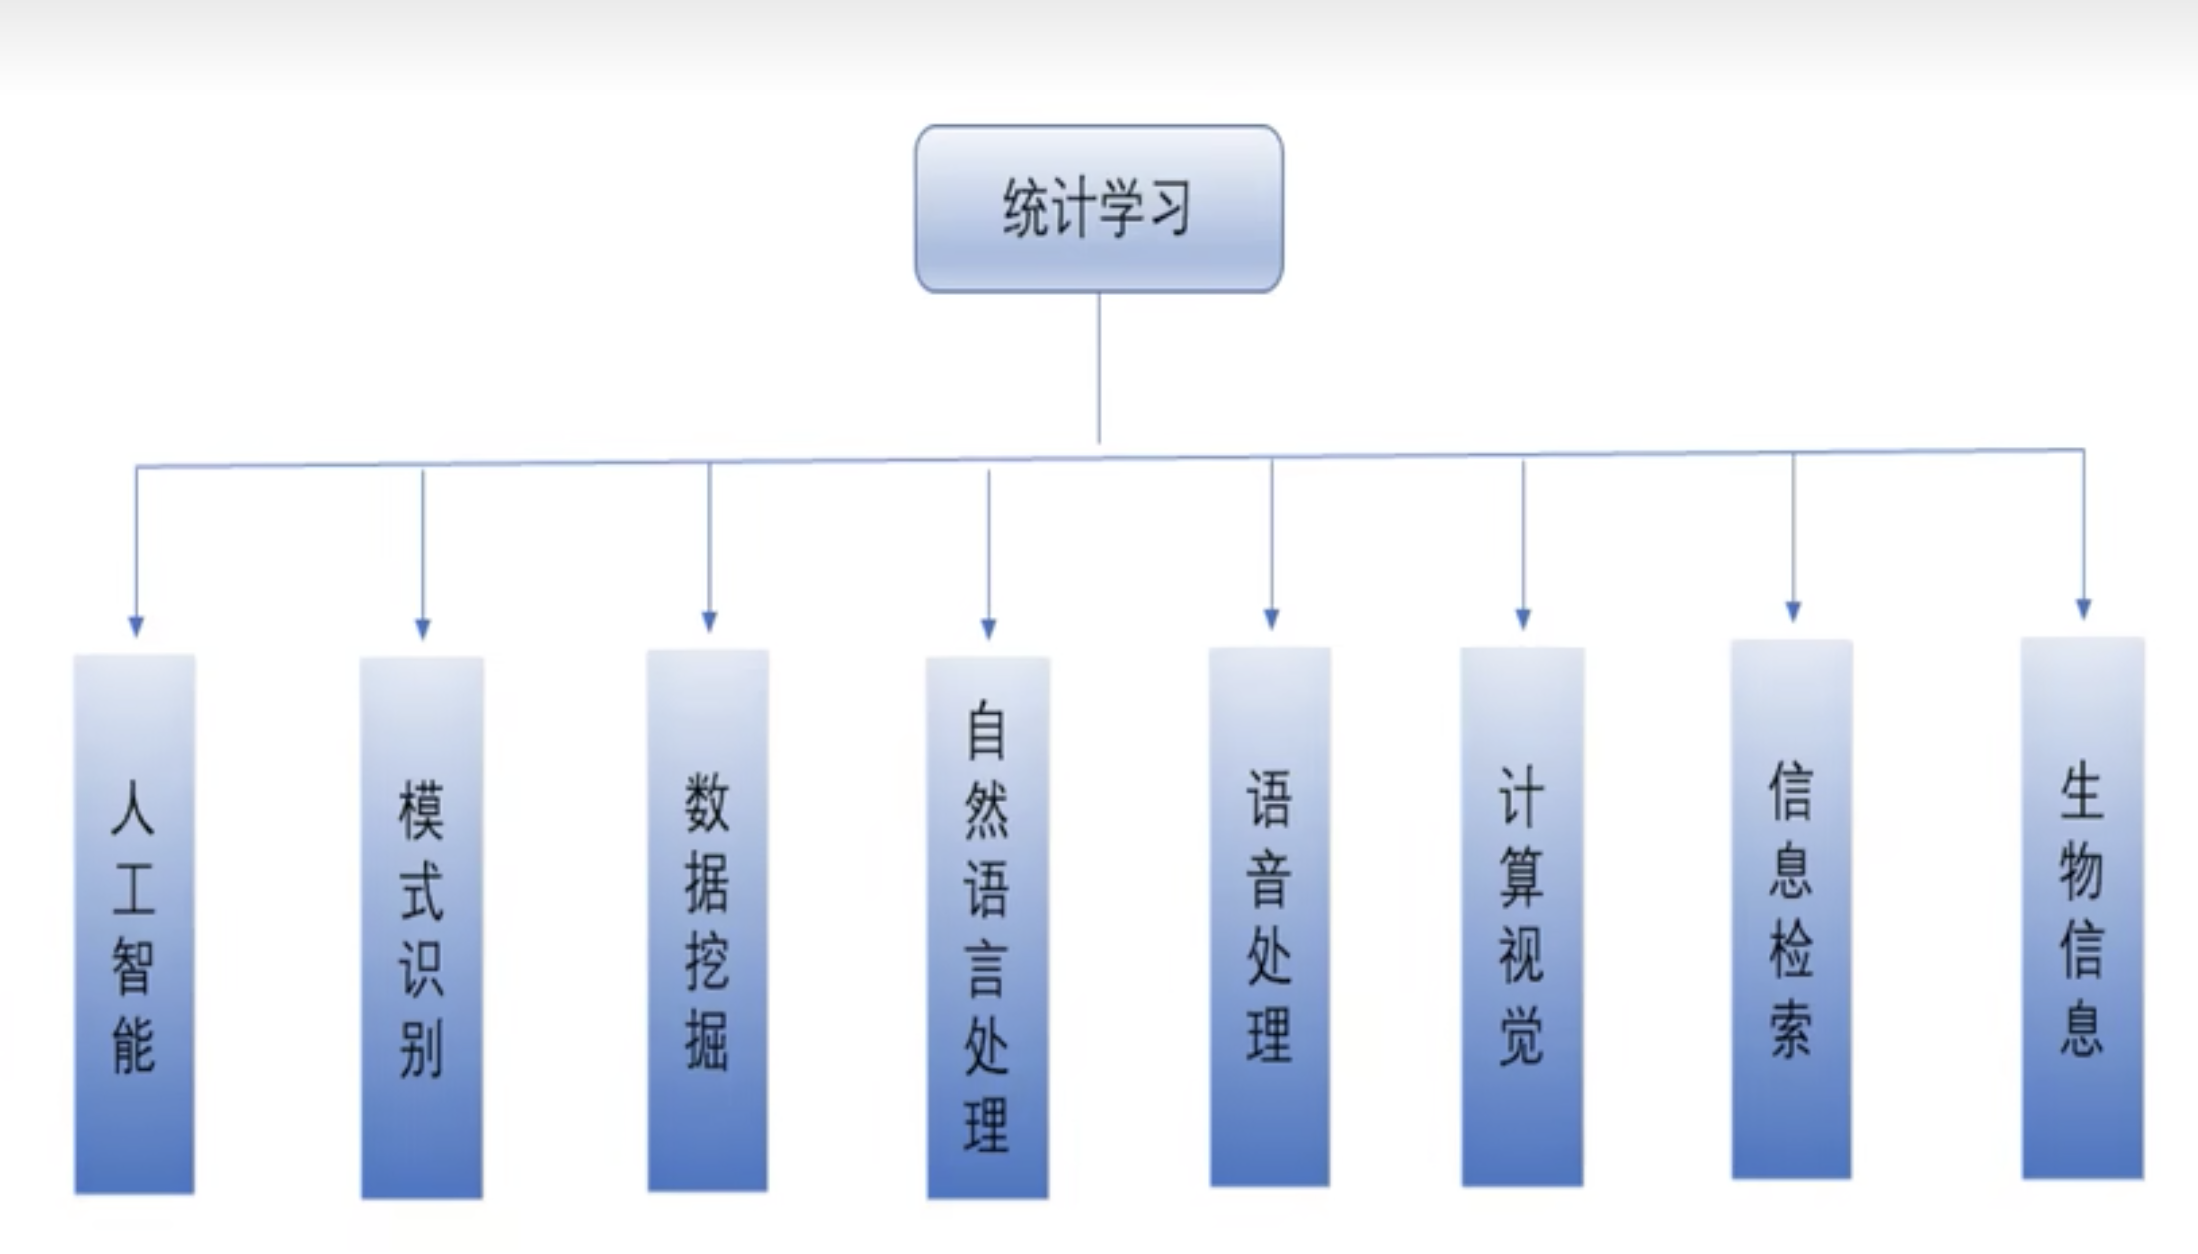 统计学习
人工智能
模式识别
数据挖掘
自然语言处理
语音处理
计算视觉
信息检索
生物信息